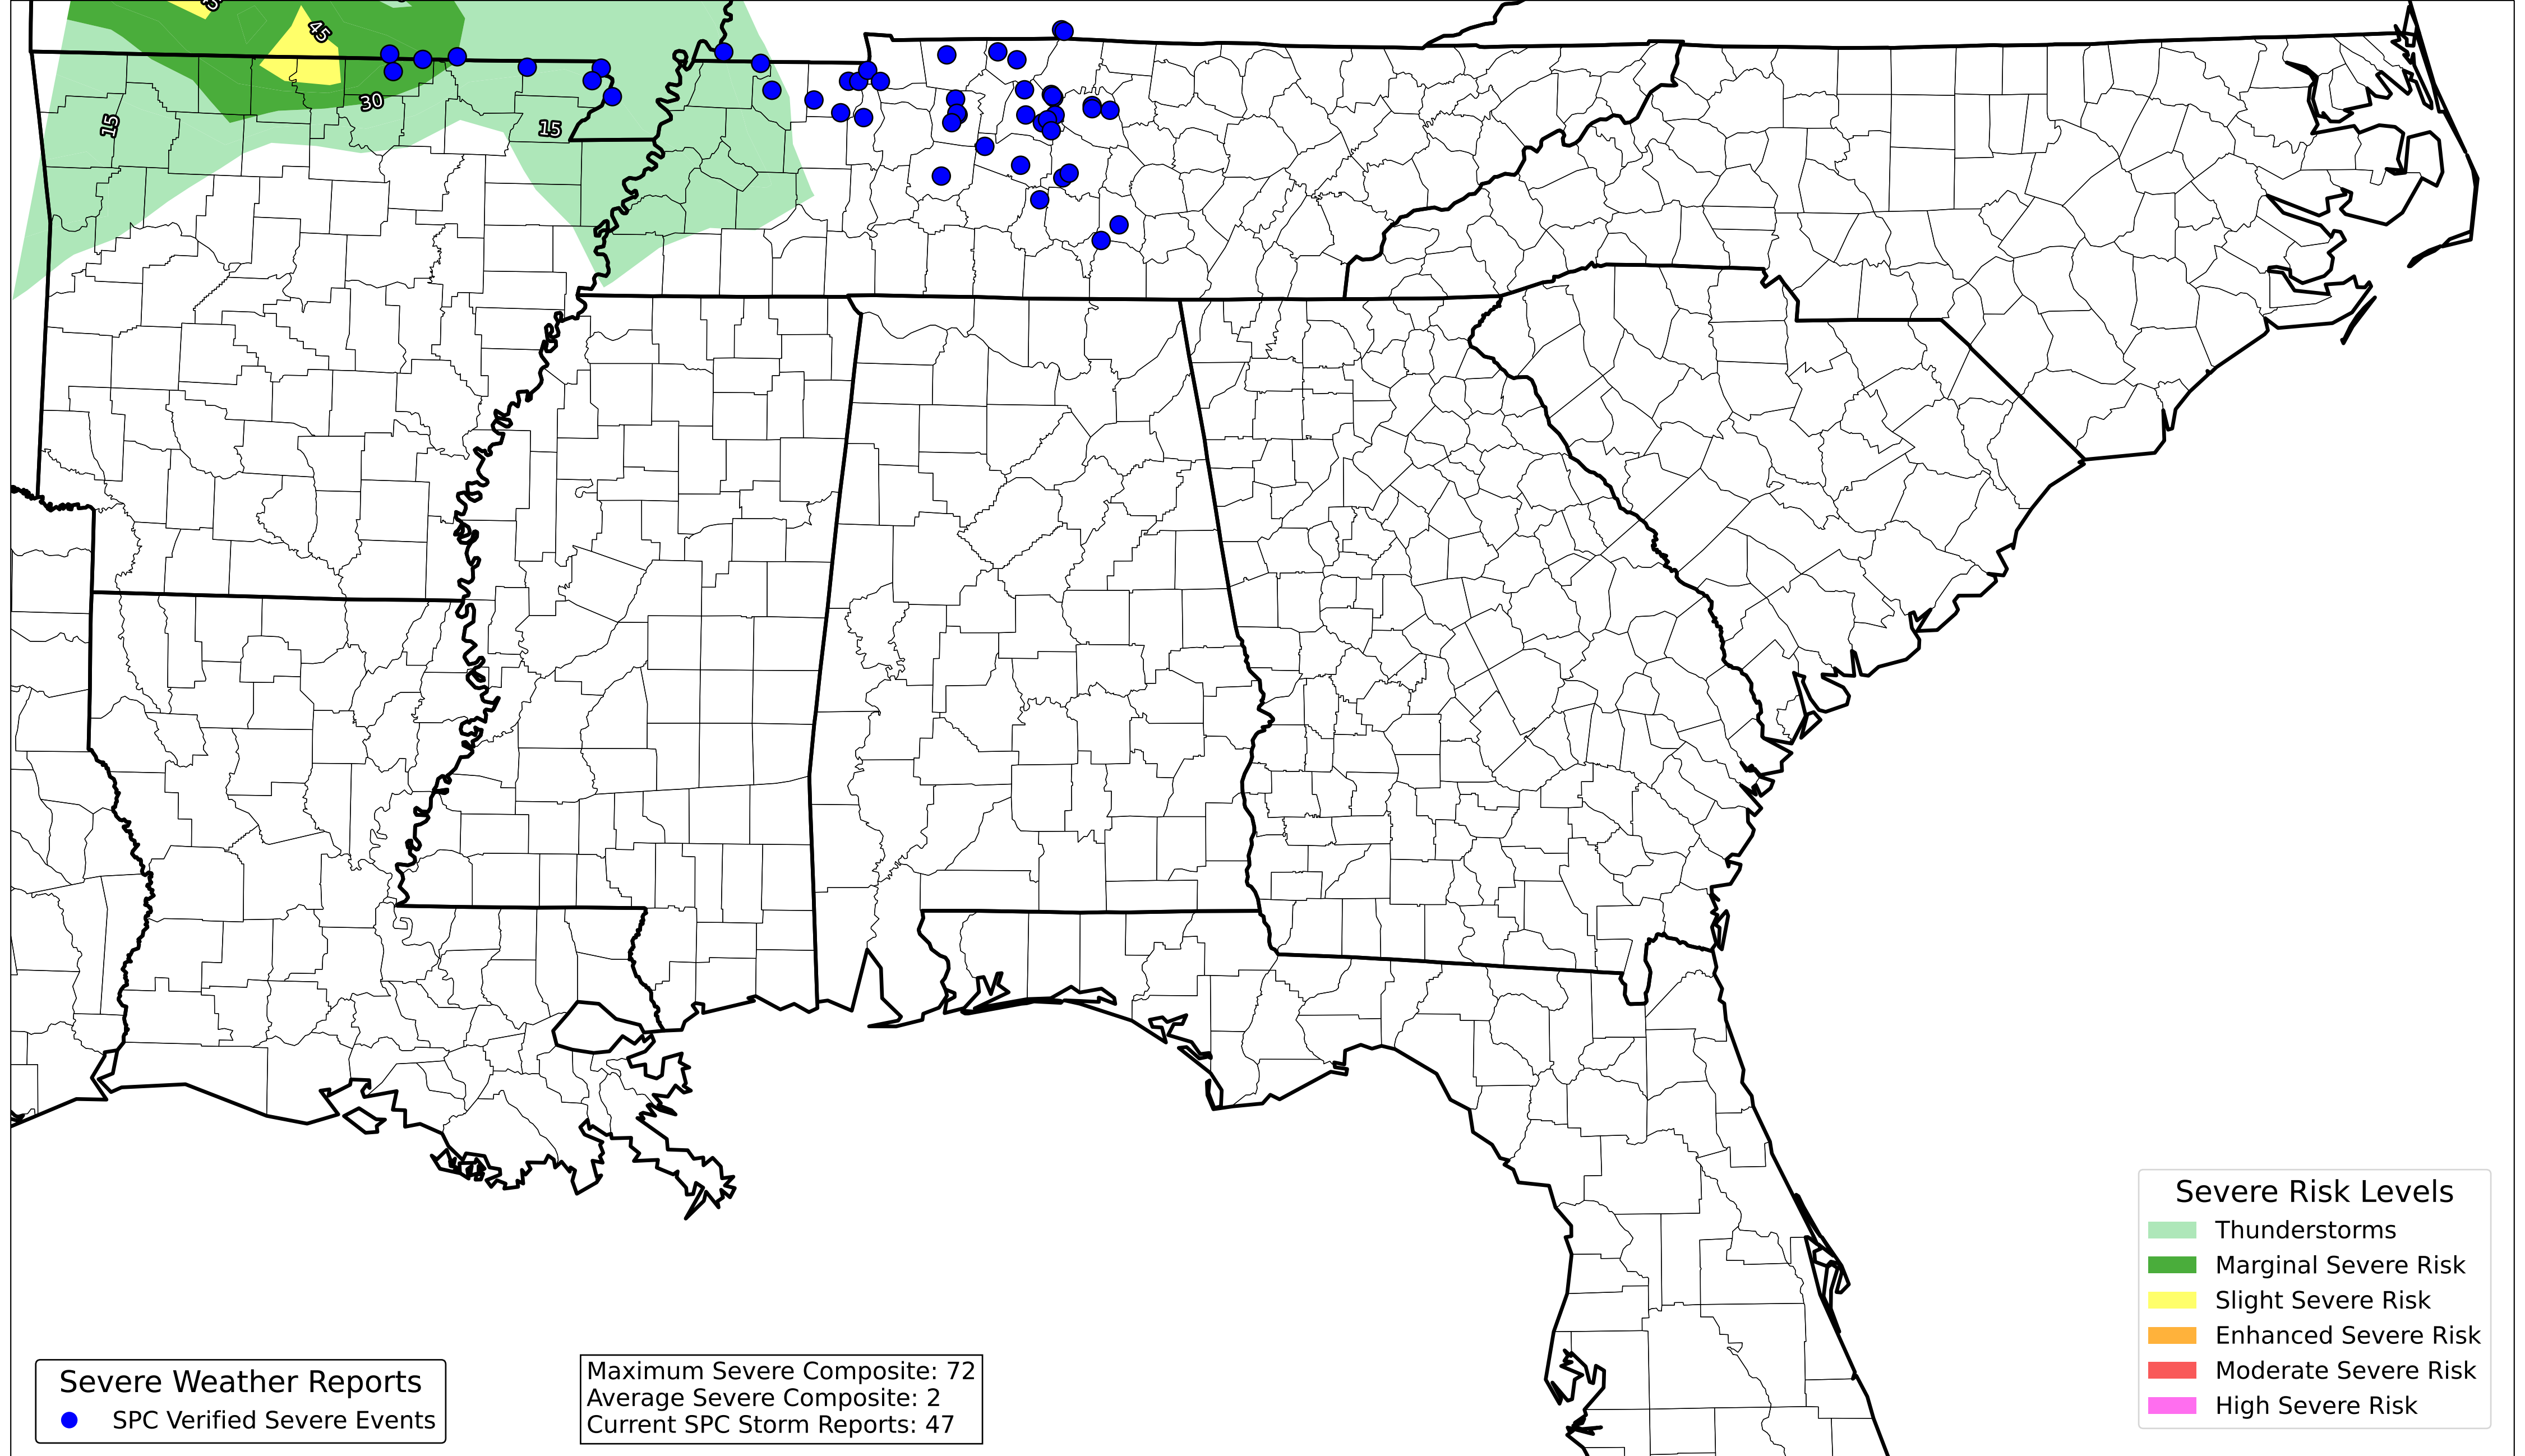 45
45
30
15
15
Severe Risk Levels
Thunderstorms
Marginal Severe Risk
Slight Severe Risk
Enhanced Severe Risk
Moderate Severe Risk
High Severe Risk
Severe Weather Reports
SPC Verified Severe Events
Maximum Severe Composite: 72
Average Severe Composite: 2
Current SPC Storm Reports: 47